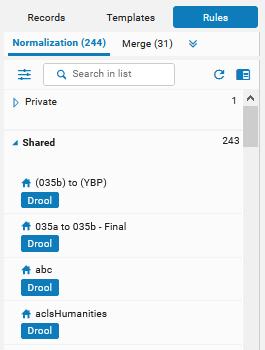 Records Templates Rules
Normalization (244) Merge (31)
Search in list
Private 1
Shared 243
(035b) to (YBP)
Drool
035a to 035b - Final
Drool
abc
Drool
aclsHumanities
Drool